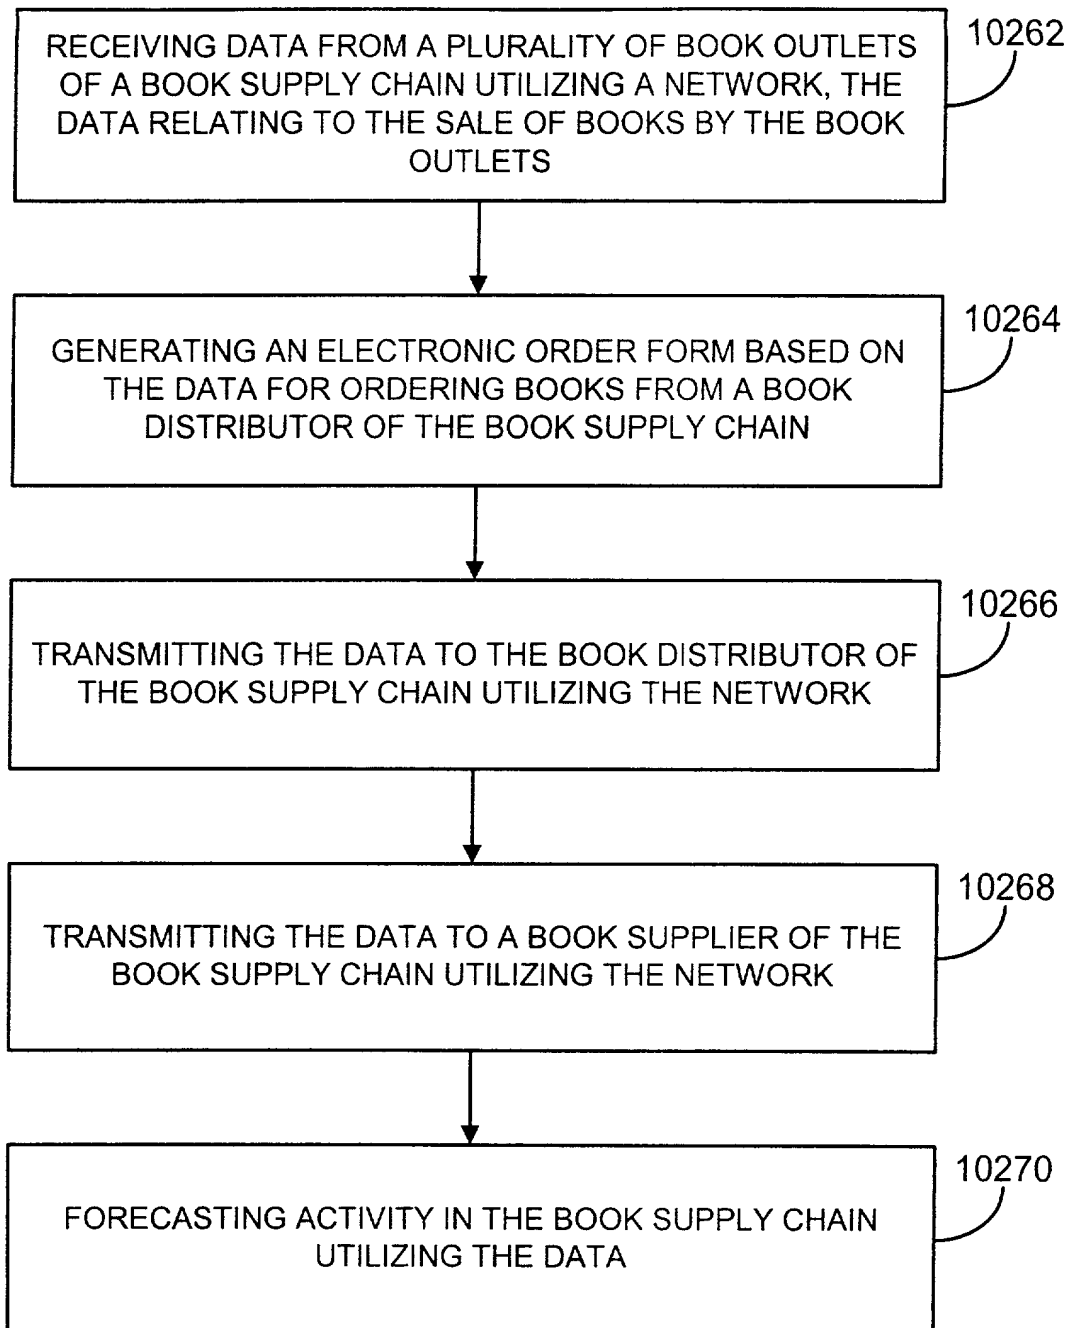 RECEIVING DATA FROM A PLURALITY OF BOOK OUTLETS
OF A BOOK SUPPLY CHAIN UTILIZING A NETWORK, THE
DATA RELATING TO THE SALE OF BOOKS BY THE BOOK
OUTLETS
10262
GENERATING AN ELECTRONIC ORDER FORM BASED ON
THE DATA FOR ORDERING BOOKS FROM A BOOK
DISTRIBUTOR OF THE BOOK SUPPLY CHAIN
10264
TRANSMITTING THE DATA TO THE BOOK DISTRIBUTOR OF
THE BOOK SUPPLY CHAIN UTILIZING THE NETWORK
10266
TRANSMITTING THE DATA TO A BOOK SUPPLIER OF THE
BOOK SUPPLY CHAIN UTILIZING THE NETWORK
10268
FORECASTING ACTIVITY IN THE BOOK SUPPLY CHAIN
UTILIZING THE DATA
10270